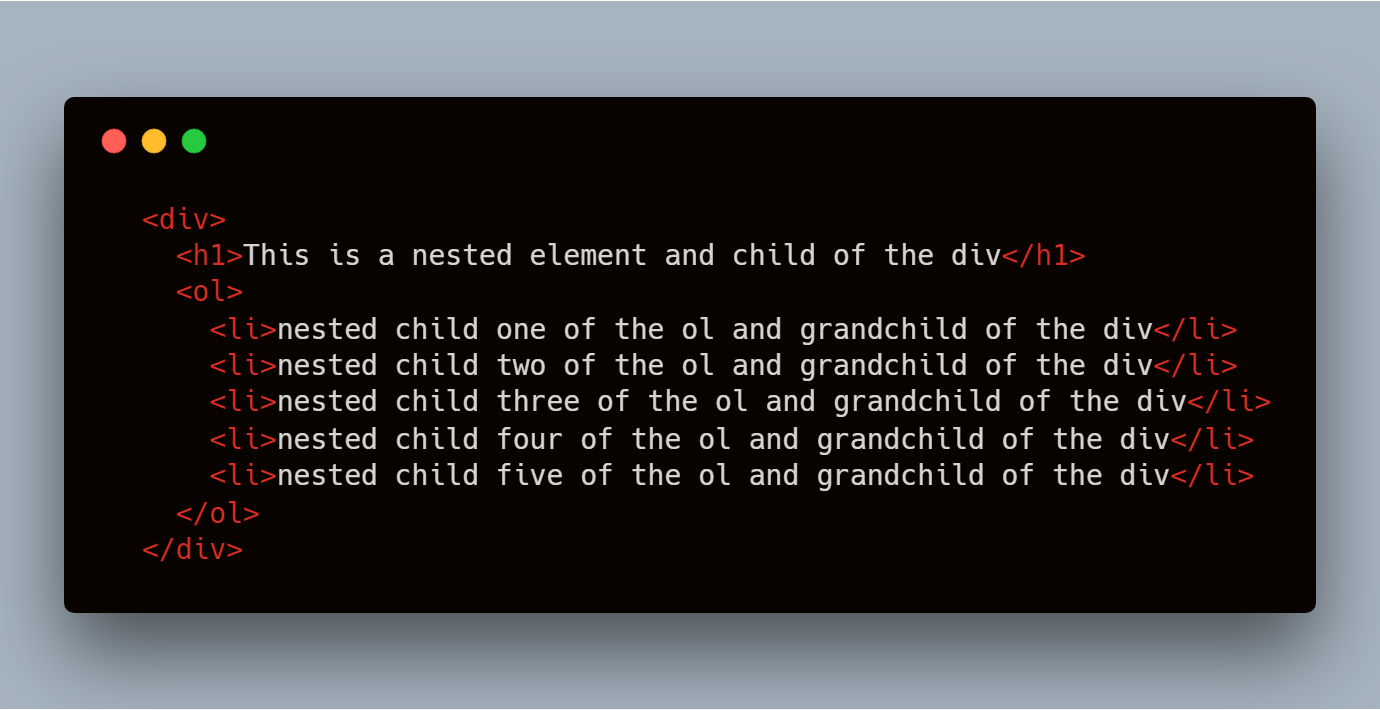 <div>
<h1>This is a nested element and child of the div</h1>
<ol>
<li>nested child one of the ol and grandchild of the div</li>
<li>nested child two of the ol and grandchild of the div</li>
<li>nested child three of the ol and grandchild of the div</li>
<li>nested child four of the ol and grandchild of the div</li>
<li>nested child five of the ol and grandchild of the div</li>
</ol>
</div>